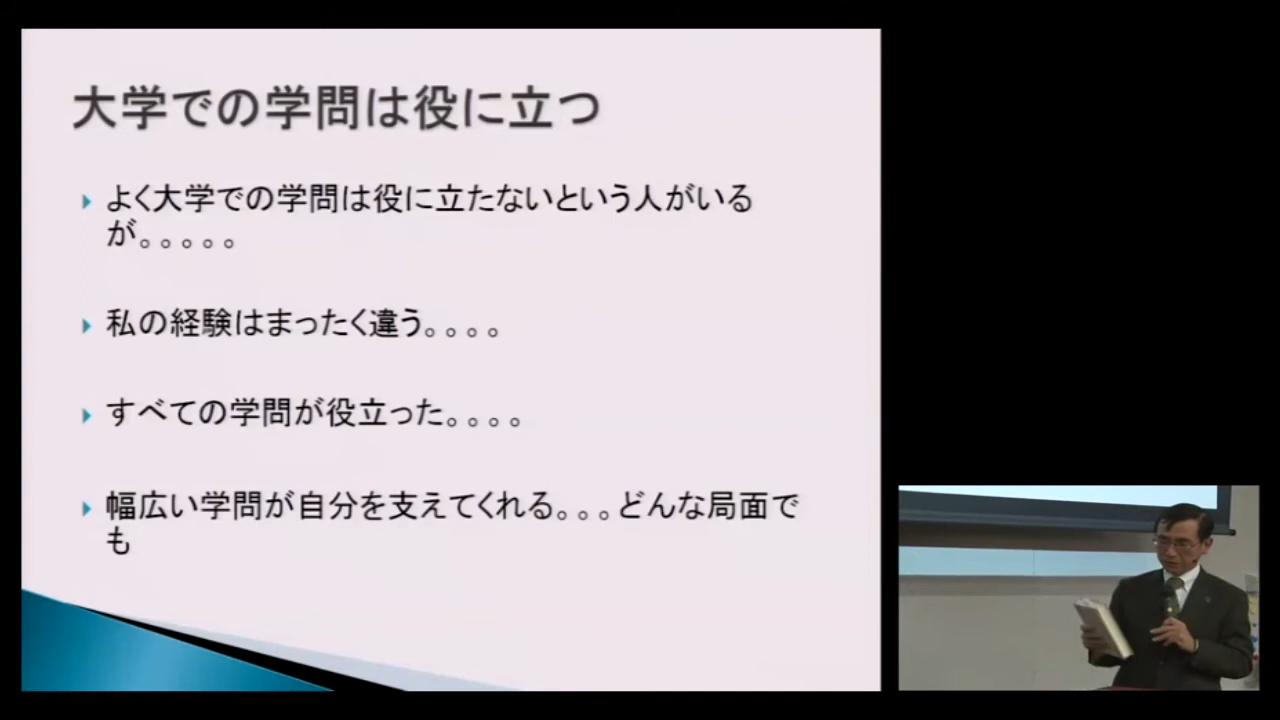 大学での学問は役に立つ
よく大学での学問は役に立たないという人がいる
が。。。。。
私の経験はまったく違う。。。。
すべての学問が役立った。。。。
幅広い学問が自分を支えてくれる。。。どんな局面で
も